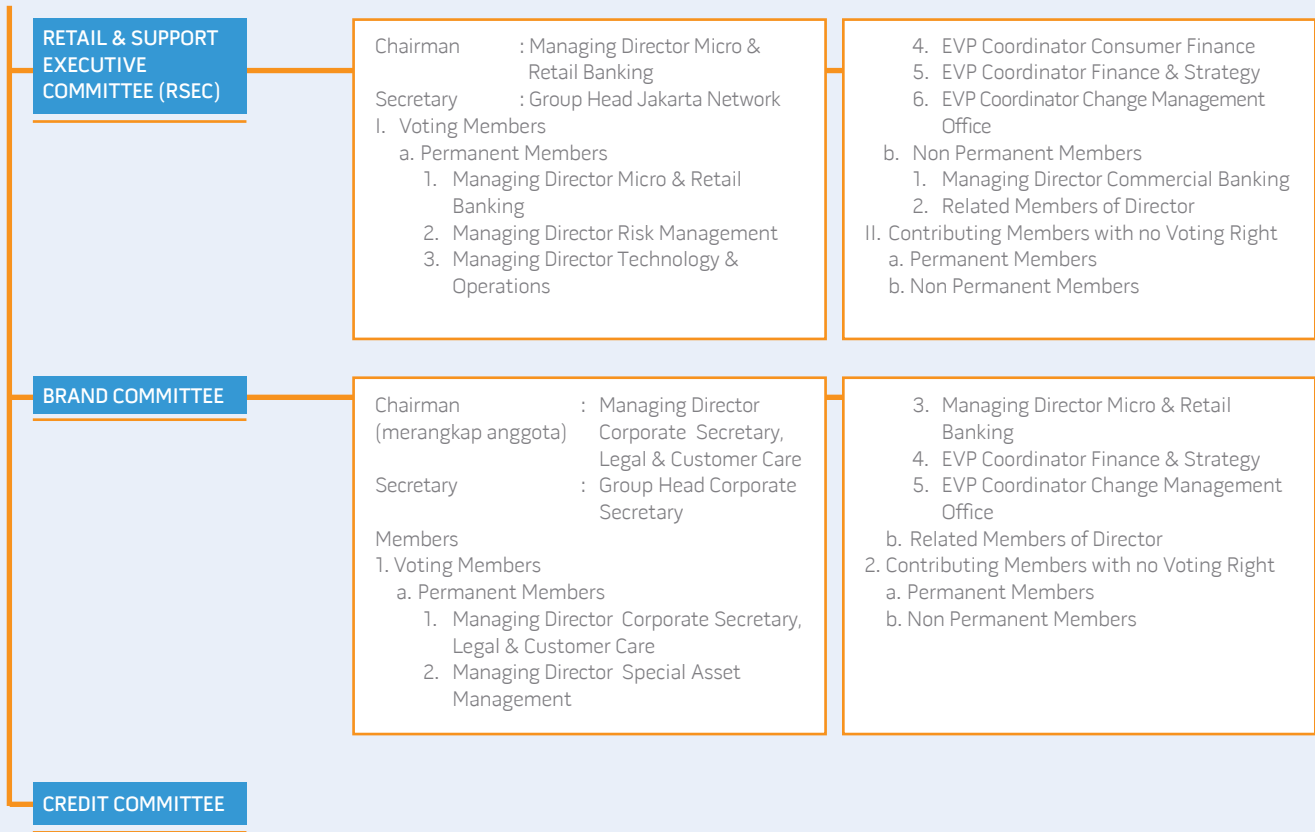 RETAIL & SUPPORT
EXECUTIVE
COMMITTEE (RSEC)
Chairman : Managing Director Micro &
Retail Banking
Secretary : Group Head Jakarta Network
I. Voting Members
a. Permanent Members
1. Managing Director Micro & Retail
Banking
2. Managing Director Risk Management
3. Managing Director Technology &
Operations
4. EVP Coordinator Consumer Finance
5. EVP Coordinator Finance & Strategy
6. EVP Coordinator Change Management
Office
b. Non Permanent Members
1. Managing Director Commercial Banking
2. Related Members of Director
II. Contributing Members with no Voting Right
a. Permanent Members
b. Non Permanent Members
BRAND COMMITTEE
Chairman : Managing Director
(merangkap anggota) Corporate Secretary,
Legal & Customer Care
Secretary : Group Head Corporate
Secretary
Members
1. Voting Members
a. Permanent Members
1. Managing Director Corporate Secretary,
Legal & Customer Care
2. Managing Director Special Asset
Management
3. Managing Director Micro & Retail
Banking
4. EVP Coordinator Finance & Strategy
5. EVP Coordinator Change Management
Office
b. Related Members of Director
2. Contributing Members with no Voting Right
a. Permanent Members
b. Non Permanent Members
CREDIT COMMITTEE